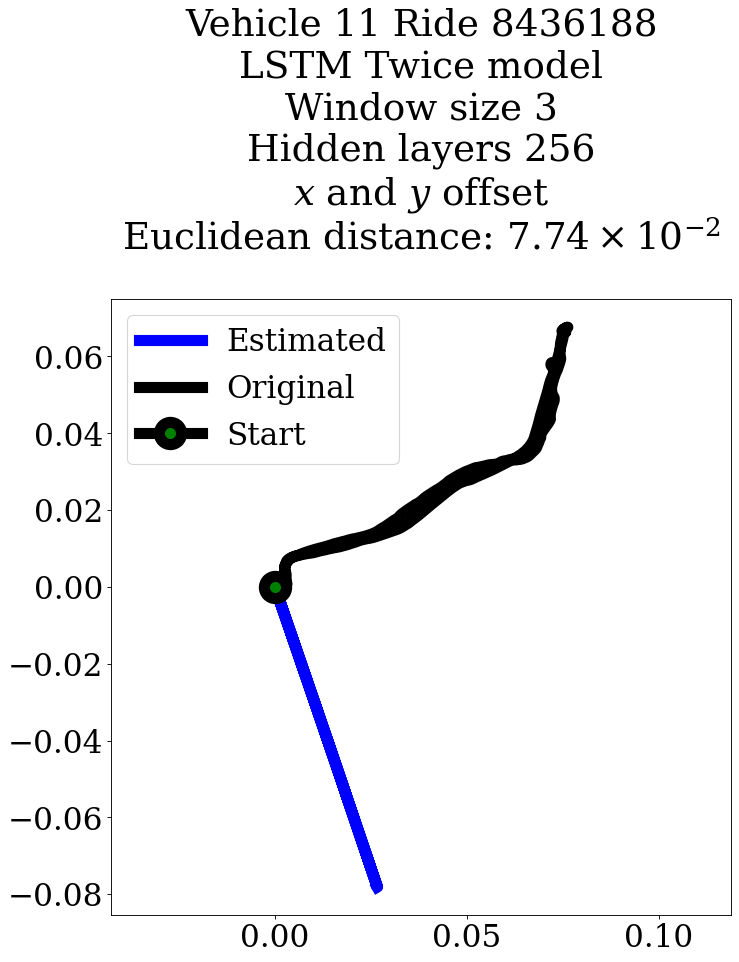 Vehicle 11 Ride 8436188
LSTM Twice model
Window size 3
Hidden layers 256
x and y offset
Euclidean distance: 7.74 × 10⁻²
Estimated
Original
Start
0.06
0.04
0.02
0.00
−0.02
−0.04
−0.06
−0.08
0.00 0.05 0.10